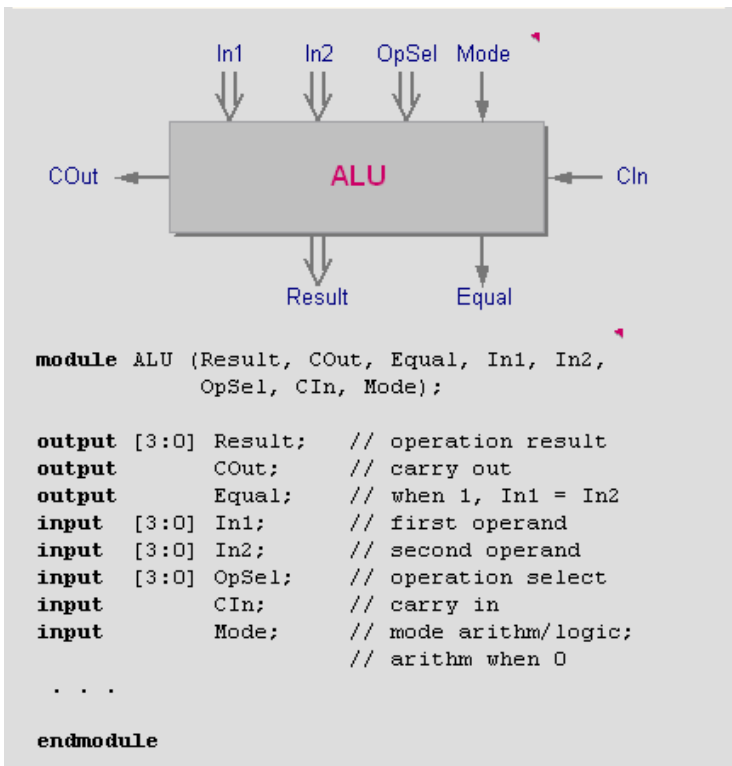 In1 In2 OpSel Mode
COut ALU CIn
Result Equal
module ALU (Result, COut, Equal, In1, In2,
OpSel, CIn, Mode);
output [3:0] Result; // operation result
output COut; // carry out
output Equal; // when 1, In1 = In2
input [3:0] In1; // first operand
input [3:0] In2; // second operand
input [3:0] OpSel; // operation select
input CIn; // carry in
input Mode; // mode arithm/logic;
// arithm when 0
. . .
endmodule